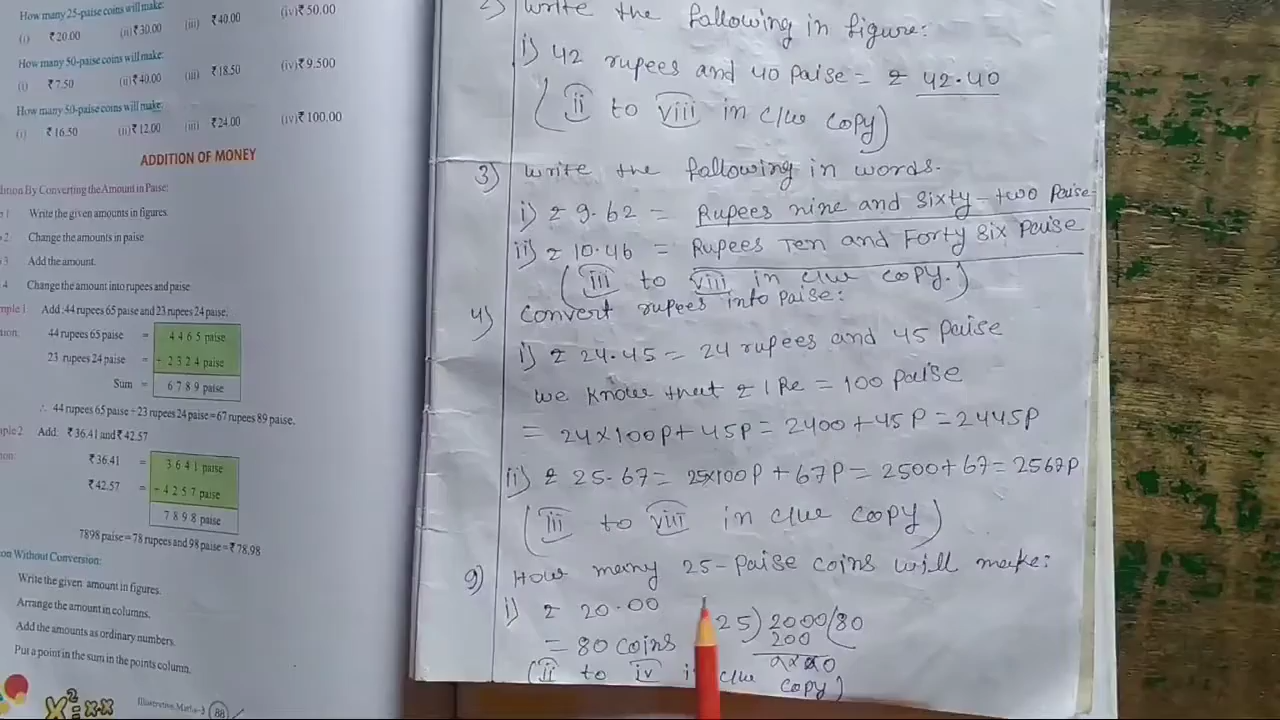 How many 25-paise coins will make:
(i) ₹20.00 (ii) ₹30.00 (iii) ₹40.00 (iv) ₹50.00
How many 50-paise coins will make:
(i) ₹7.50 (ii) ₹40.00 (iii) ₹18.50 (iv) ₹9.500
How many 50-paise coins will make:
(i) ₹16.50 (ii) ₹12.00 (iii) ₹24.00 (iv) ₹100.00
ADDITION OF MONEY
By Converting the Amount in Paise:
1 Write the given amounts in figures.
2 Change the amounts in paise
3 Add the amount.
4 Change the amount into rupees and paise
1 Add: 44 rupees 65 paise and 23 rupees 24 paise.
44 rupees 65 paise = 4 4 6 5 paise
23 rupees 24 paise = + 2 3 2 4 paise
Sum = 6 7 8 9 paise
∴ 44 rupees 65 paise + 23 rupees 24 paise = 67 rupees 89 paise.
2 Add: ₹36.41 and ₹42.57
₹36.41 = 3 6 4 1 paise
₹42.57 = + 4 2 5 7 paise
7 8 9 8 paise
7898 paise = 78 rupees and 98 paise = ₹78.98
Without Conversion:
Write the given amount in figures.
Arrange the amount in columns.
Add the amounts as ordinary numbers.
Put a point in the sum in the points column.
Illustrative Maths-3 88
2) Write the following in figure:
i) 42 rupees and 40 Paise = ₹ 42.40
(ii to viii in c/w copy)
3) Write the following in words.
i) ₹ 9.62 = Rupees nine and Sixty-two Paise
ii) ₹ 10.46 = Rupees Ten and Forty Six Paise
(iii to viii in c/w copy.)
4) Convert rupees into Paise:
i) ₹ 24.45 = 24 rupees and 45 Paise
we know that ₹ 1 Re = 100 Paise
= 24×100P + 45P = 2400 + 45P = 2445P
ii) ₹ 25.67 = 25×100P + 67P = 2500 + 67 = 2567P
(iii to viii in c/w copy)
9) How many 25-Paise coins will make:
i) ₹ 20.00 25) 2000 (80
= 80 coins 200
(ii to iv in c/w copy)